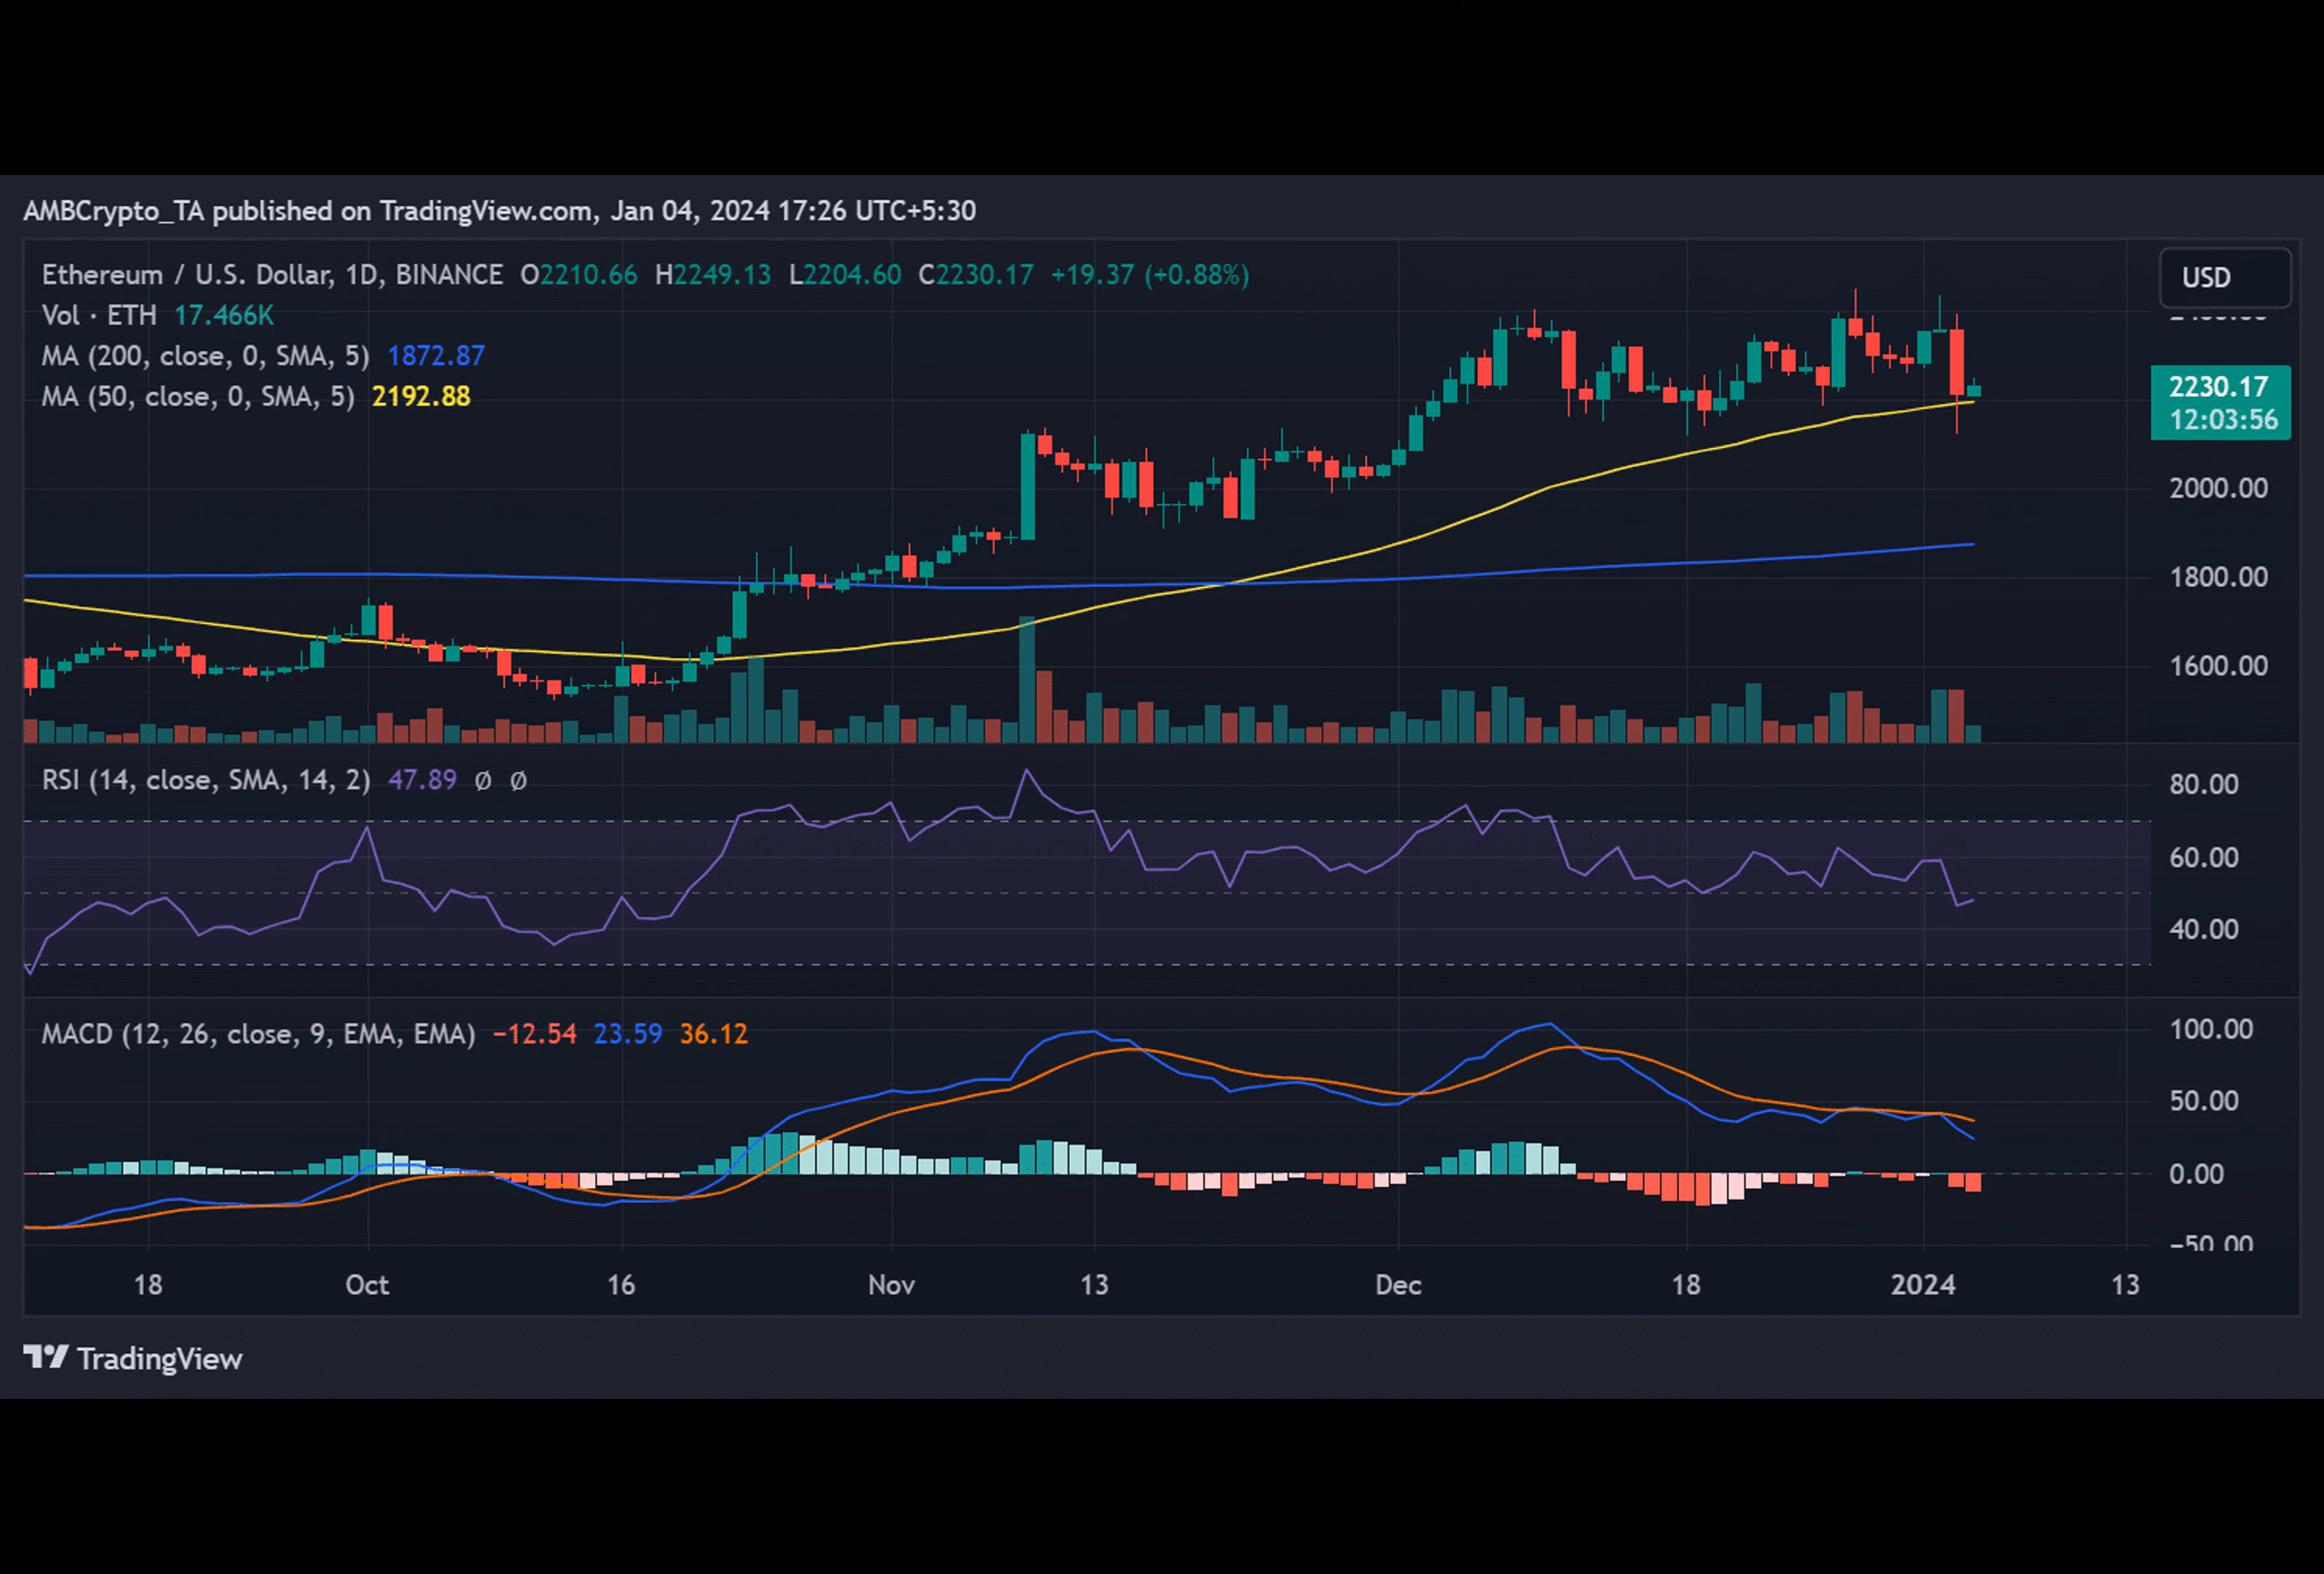 AMBCrypto_TA published on TradingView.com, Jan 04, 2024 17:26 UTC+5:30
Ethereum / U.S. Dollar, 1D, BINANCE O2210.66 H2249.13 L2204.60 C2230.17 +19.37 (+0.88%)
USD
Vol · ETH 17.466K
MA (200, close, 0, SMA, 5) 1872.87
MA (50, close, 0, SMA, 5) 2192.88
2230.17
12:03:56
2000.00
1800.00
1600.00
RSI (14, close, SMA, 14, 2) 47.89 Ø Ø
80.00
60.00
40.00
MACD (12, 26, close, 9, EMA, EMA) −12.54 23.59 36.12
100.00
50.00
0.00
−50.00
18 Oct 16 Nov 13 Dec 18 2024 13
TradingView